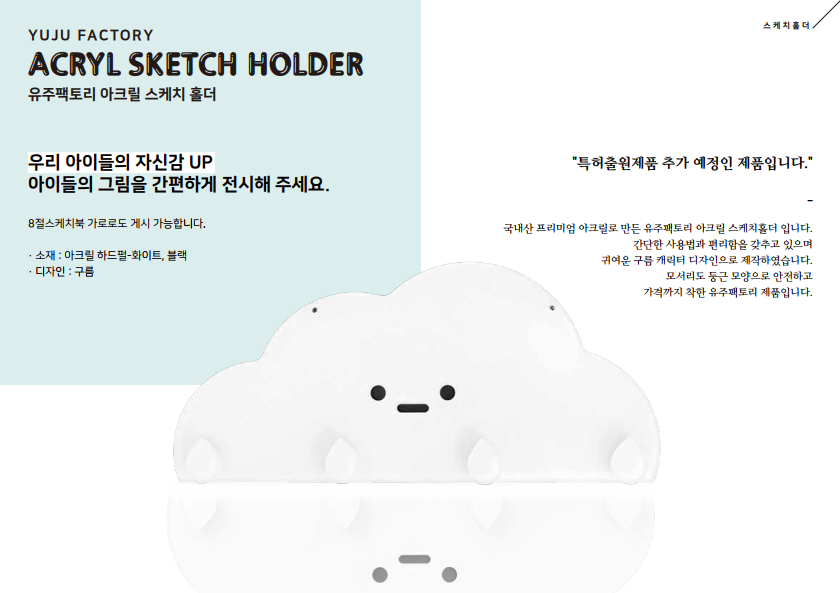 YUJU FACTORY
ACRYL SKETCH HOLDER
유주팩토리 아크릴 스케치 홀더
우리 아이들의 자신감 UP
아이들의 그림을 간편하게 전시해 주세요.
8절스케치북 가로로도 게시 가능합니다.
· 소재 : 아크릴 하드펄-화이트, 블랙
· 디자인 : 구름
스케치홀더
"특허출원제품 추가 예정인 제품입니다."
–
국내산 프리미엄 아크릴로 만든 유주팩토리 아크릴 스케치홀더 입니다.
간단한 사용법과 편리함을 갖추고 있으며
귀여운 구름 캐릭터 디자인으로 제작하였습니다.
모서리도 둥근 모양으로 안전하고
가격까지 착한 유주팩토리 제품입니다.